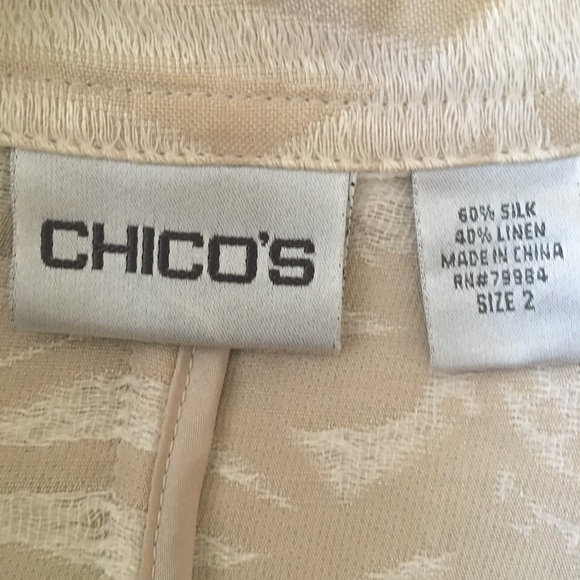 CHICO'S
60% SILK
40% LINEN
MADE IN CHINA
RN#79984
SIZE 2